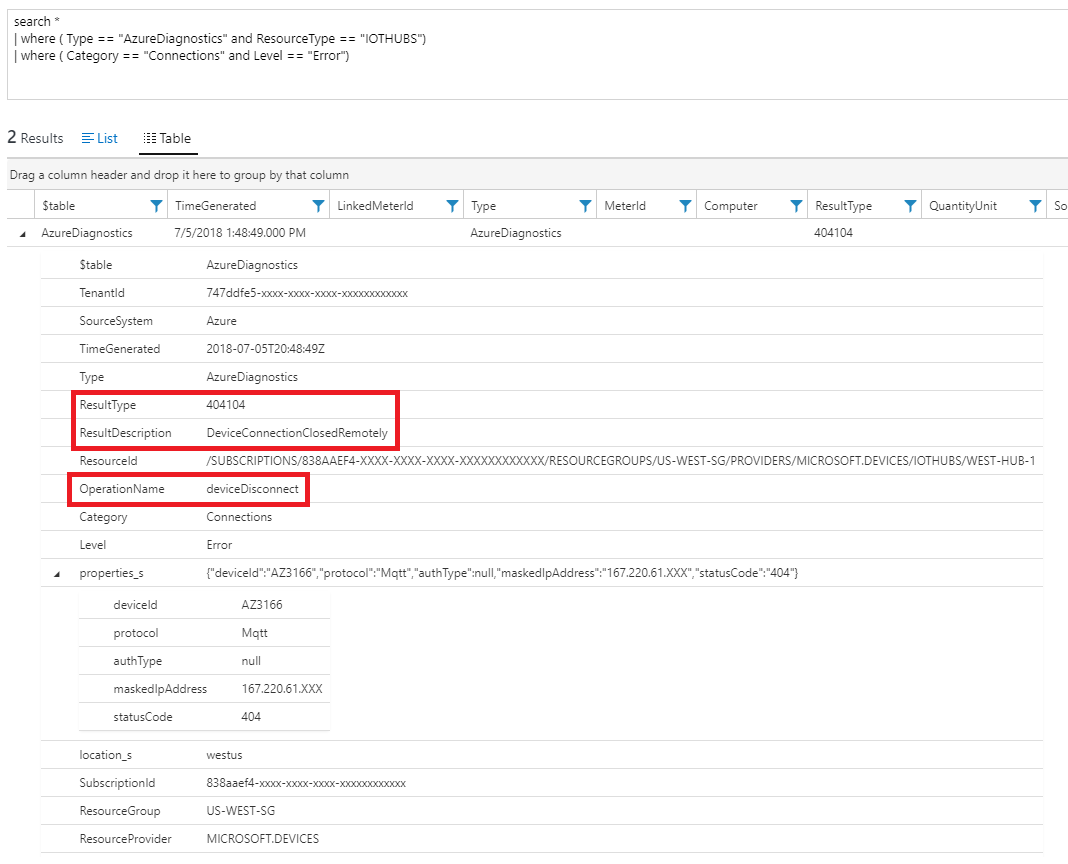 search *
| where ( Type == "AzureDiagnostics" and ResourceType == "IOTHUBS")
| where ( Category == "Connections" and Level == "Error")
2 Results List Table
Drag a column header and drop it here to group by that column
$table TimeGenerated LinkedMeterId Type MeterId Computer ResultType QuantityUnit So
AzureDiagnostics 7/5/2018 1:48:49.000 PM AzureDiagnostics 404104
$table AzureDiagnostics
TenantId 747ddfe5-xxxx-xxxx-xxxx-xxxxxxxxxxxx
SourceSystem Azure
TimeGenerated 2018-07-05T20:48:49Z
Type AzureDiagnostics
ResultType 404104
ResultDescription DeviceConnectionClosedRemotely
ResourceId /SUBSCRIPTIONS/838AAEF4-XXXX-XXXX-XXXX-XXXXXXXXXXXX/RESOURCEGROUPS/US-WEST-SG/PROVIDERS/MICROSOFT.DEVICES/IOTHUBS/WEST-HUB-1
OperationName deviceDisconnect
Category Connections
Level Error
properties_s {"deviceId":"AZ3166","protocol":"Mqtt","authType":null,"maskedIpAddress":"167.220.61.XXX","statusCode":"404"}
deviceId AZ3166
protocol Mqtt
authType null
maskedIpAddress 167.220.61.XXX
statusCode 404
location_s westus
SubscriptionId 838aaef4-xxxx-xxxx-xxxx-xxxxxxxxxxxx
ResourceGroup US-WEST-SG
ResourceProvider MICROSOFT.DEVICES